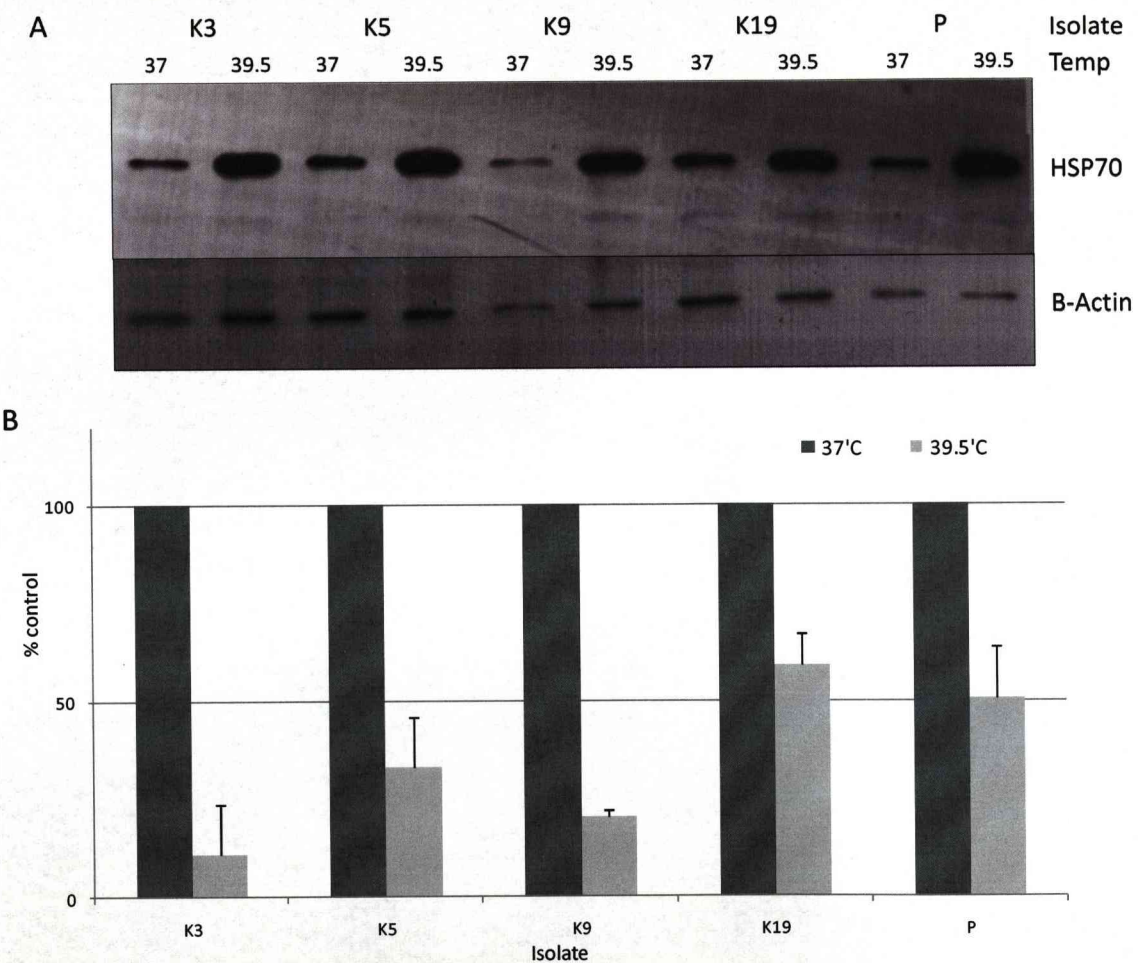 A K3 K5 K9 K19 P Isolate
37 39.5 37 39.5 37 39.5 37 39.5 37 39.5 Temp
HSP70
B-Actin
B
37'C 39.5'C
100
50
0
% control
K3 K5 K9 K19 P
Isolate